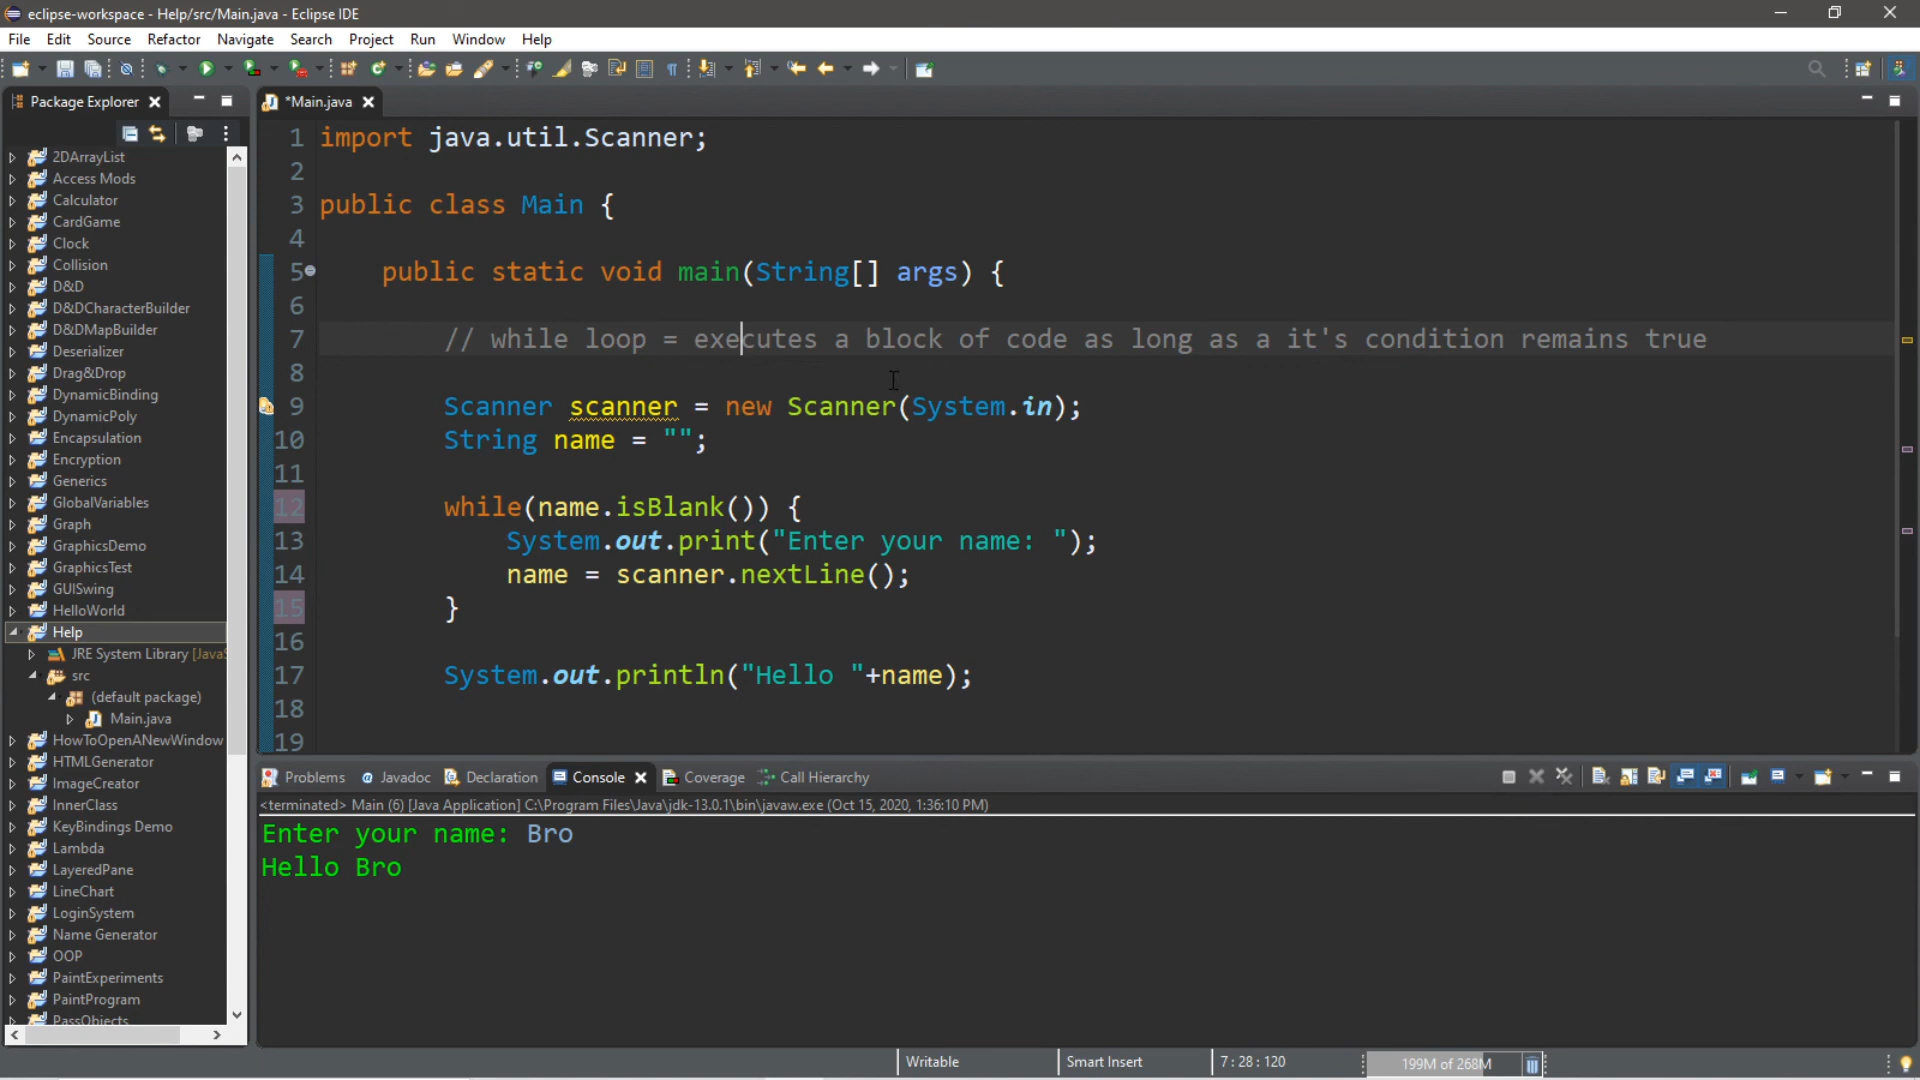 eclipse-workspace - Help/src/Main.java - Eclipse IDE
File Edit Source Refactor Navigate Search Project Run Window Help
Package Explorer
2DArrayList
Access Mods
Calculator
CardGame
Clock
Collision
D&D
D&DCharacterBuilder
D&DMapBuilder
Deserializer
Drag&Drop
DynamicBinding
DynamicPoly
Encapsulation
Encryption
Generics
GlobalVariables
Graph
GraphicsDemo
GraphicsTest
GUISwing
HelloWorld
Help
JRE System Library [JavaS
src
(default package)
Main.java
HowToOpenANewWindow
HTMLGenerator
ImageCreator
InnerClass
KeyBindings Demo
Lambda
LayeredPane
LineChart
LoginSystem
Name Generator
OOP
PaintExperiments
PaintProgram
PassObjects
*Main.java
1 import java.util.Scanner;
2
3 public class Main {
4
5 public static void main(String[] args) {
6
7 // while loop = executes a block of code as long as a it's condition remains true
8
9 Scanner scanner = new Scanner(System.in);
10 String name = "";
11
12 while(name.isBlank()) {
13 System.out.print("Enter your name: ");
14 name = scanner.nextLine();
15 }
16
17 System.out.println("Hello "+name);
18
19
Problems Javadoc Declaration Console Coverage Call Hierarchy
<terminated> Main (6) [Java Application] C:\Program Files\Java\jdk-13.0.1\bin\javaw.exe (Oct 15, 2020, 1:36:10 PM)
Enter your name: Bro
Hello Bro
Writable Smart Insert 7 : 28 : 120 199M of 268M